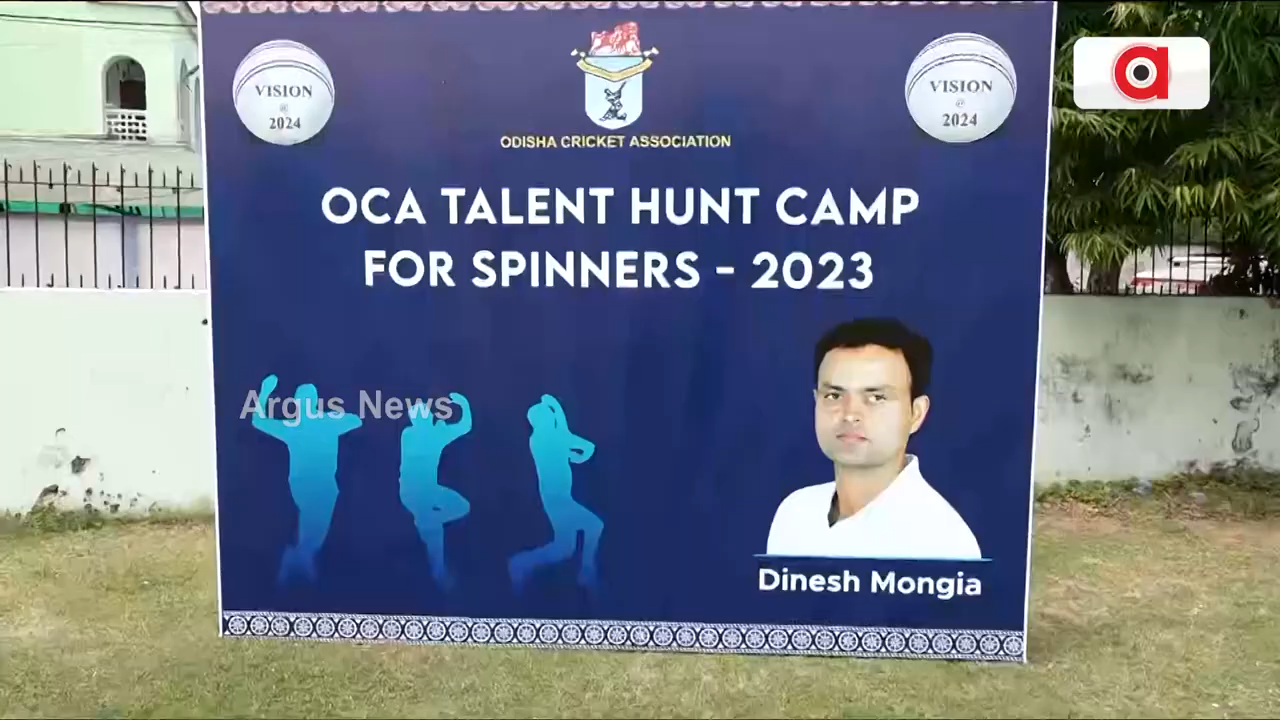 VISION
@
2024
VISION
@
2024
a
ODISHA CRICKET ASSOCIATION
OCA TALENT HUNT CAMP
FOR SPINNERS - 2023
Argus News
Dinesh Mongia